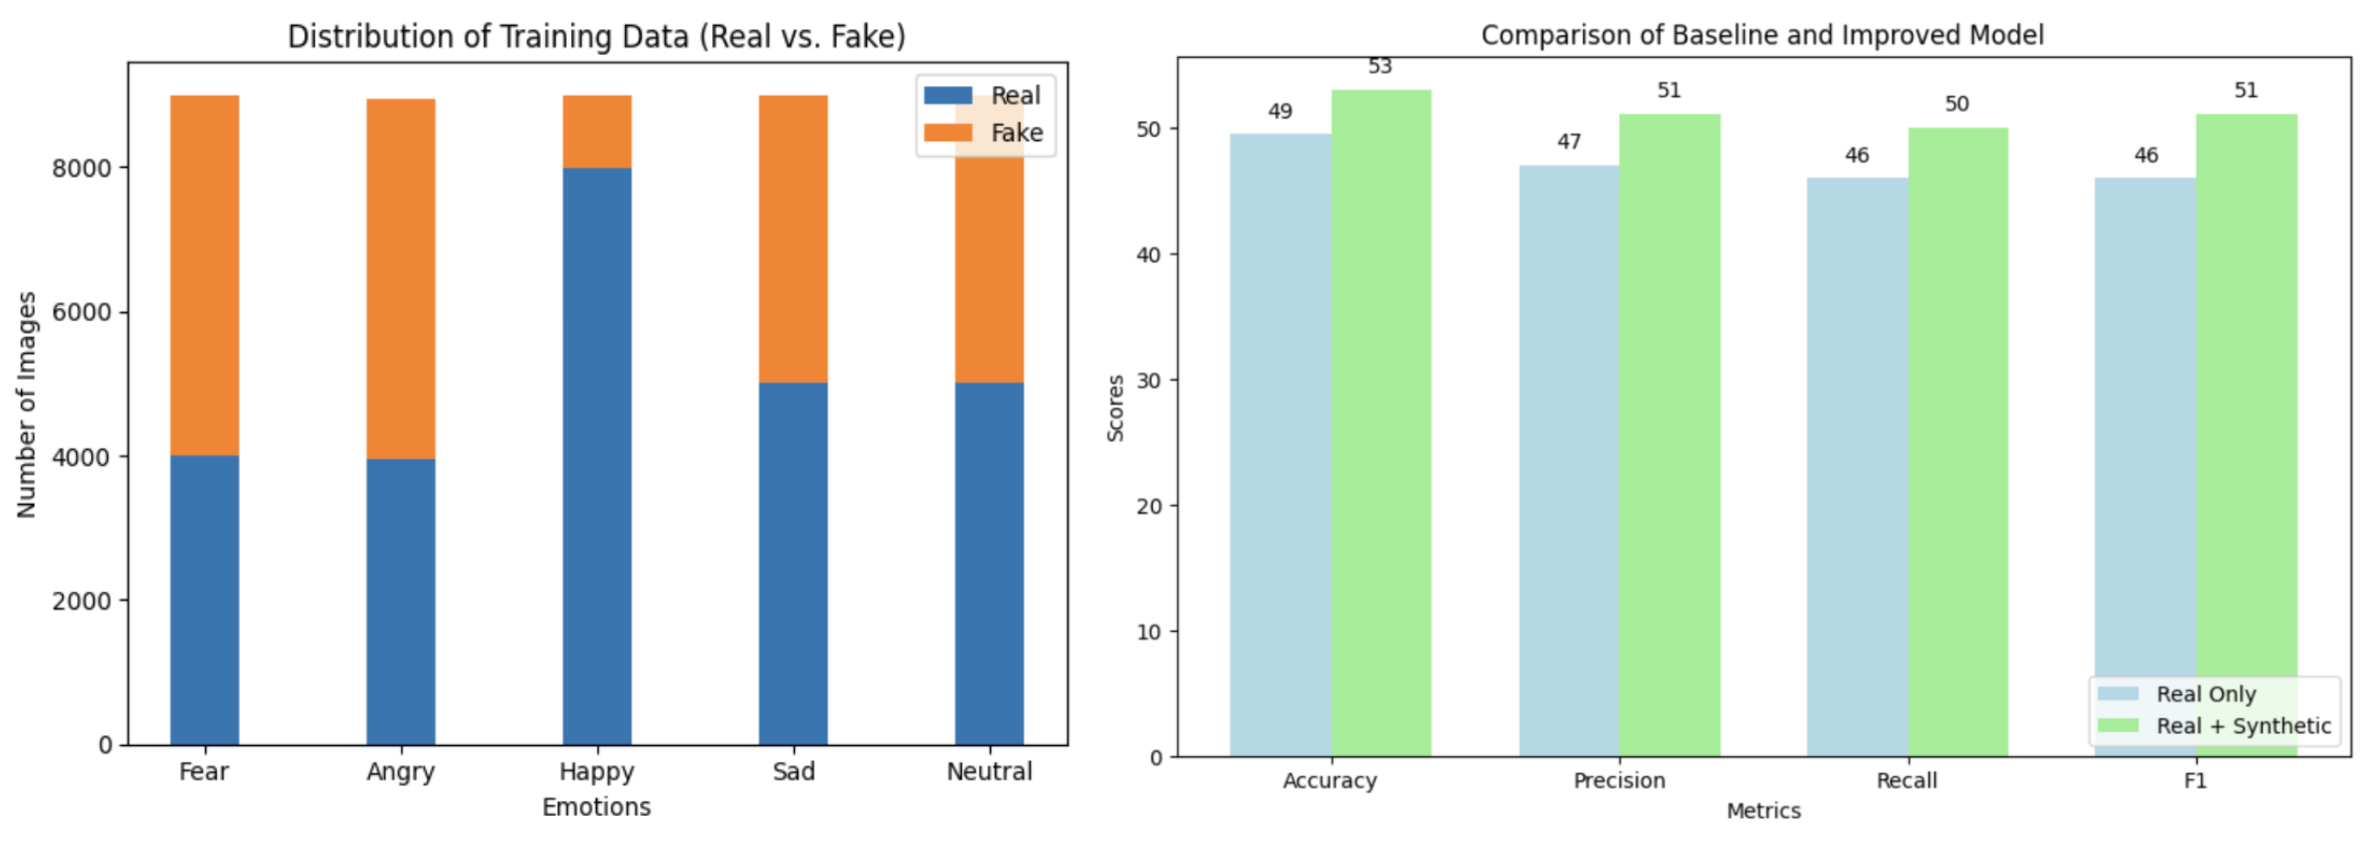 Distribution of Training Data (Real vs. Fake)
Real
Fake
Number of Images
8000
6000
4000
2000
0
Fear
Angry
Happy
Sad
Neutral
Emotions
Comparison of Baseline and Improved Model
Scores
50
40
30
20
10
0
49
53
47
51
46
50
46
51
Real Only
Real + Synthetic
Accuracy
Precision
Recall
F1
Metrics